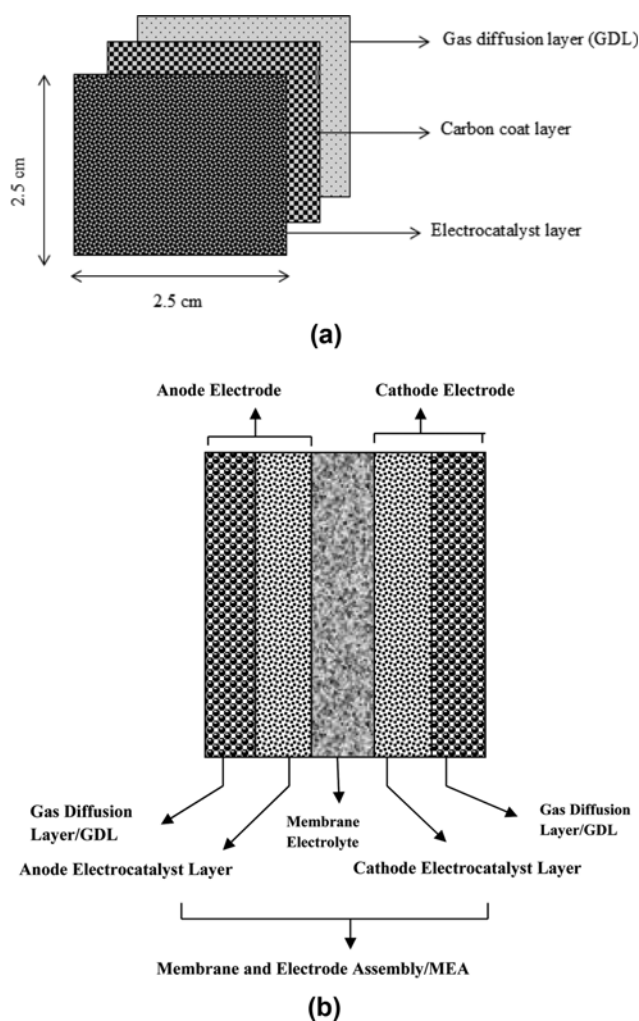 Gas diffusion layer (GDL)
Carbon coat layer
2.5 cm
Electrocatalyst layer
2.5 cm
(a)
Anode Electrode
Cathode Electrode
Gas Diffusion
Layer/GDL
Membrane
Electrolyte
Gas Diffusion
Layer/GDL
Anode Electrocatalyst Layer
Cathode Electrocatalyst Layer
Membrane and Electrode Assembly/MEA
(b)